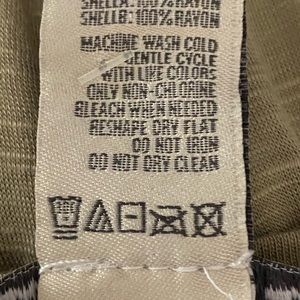 SHELLA: 100% RAYON
SHELLB: 100% RAYON
MACHINE WASH COLD
GENTLE CYCLE
WITH LIKE COLORS
ONLY NON-CHLORINE
BLEACH WHEN NEEDED
RESHAPE DRY FLAT
DO NOT IRON
DO NOT DRY CLEAN